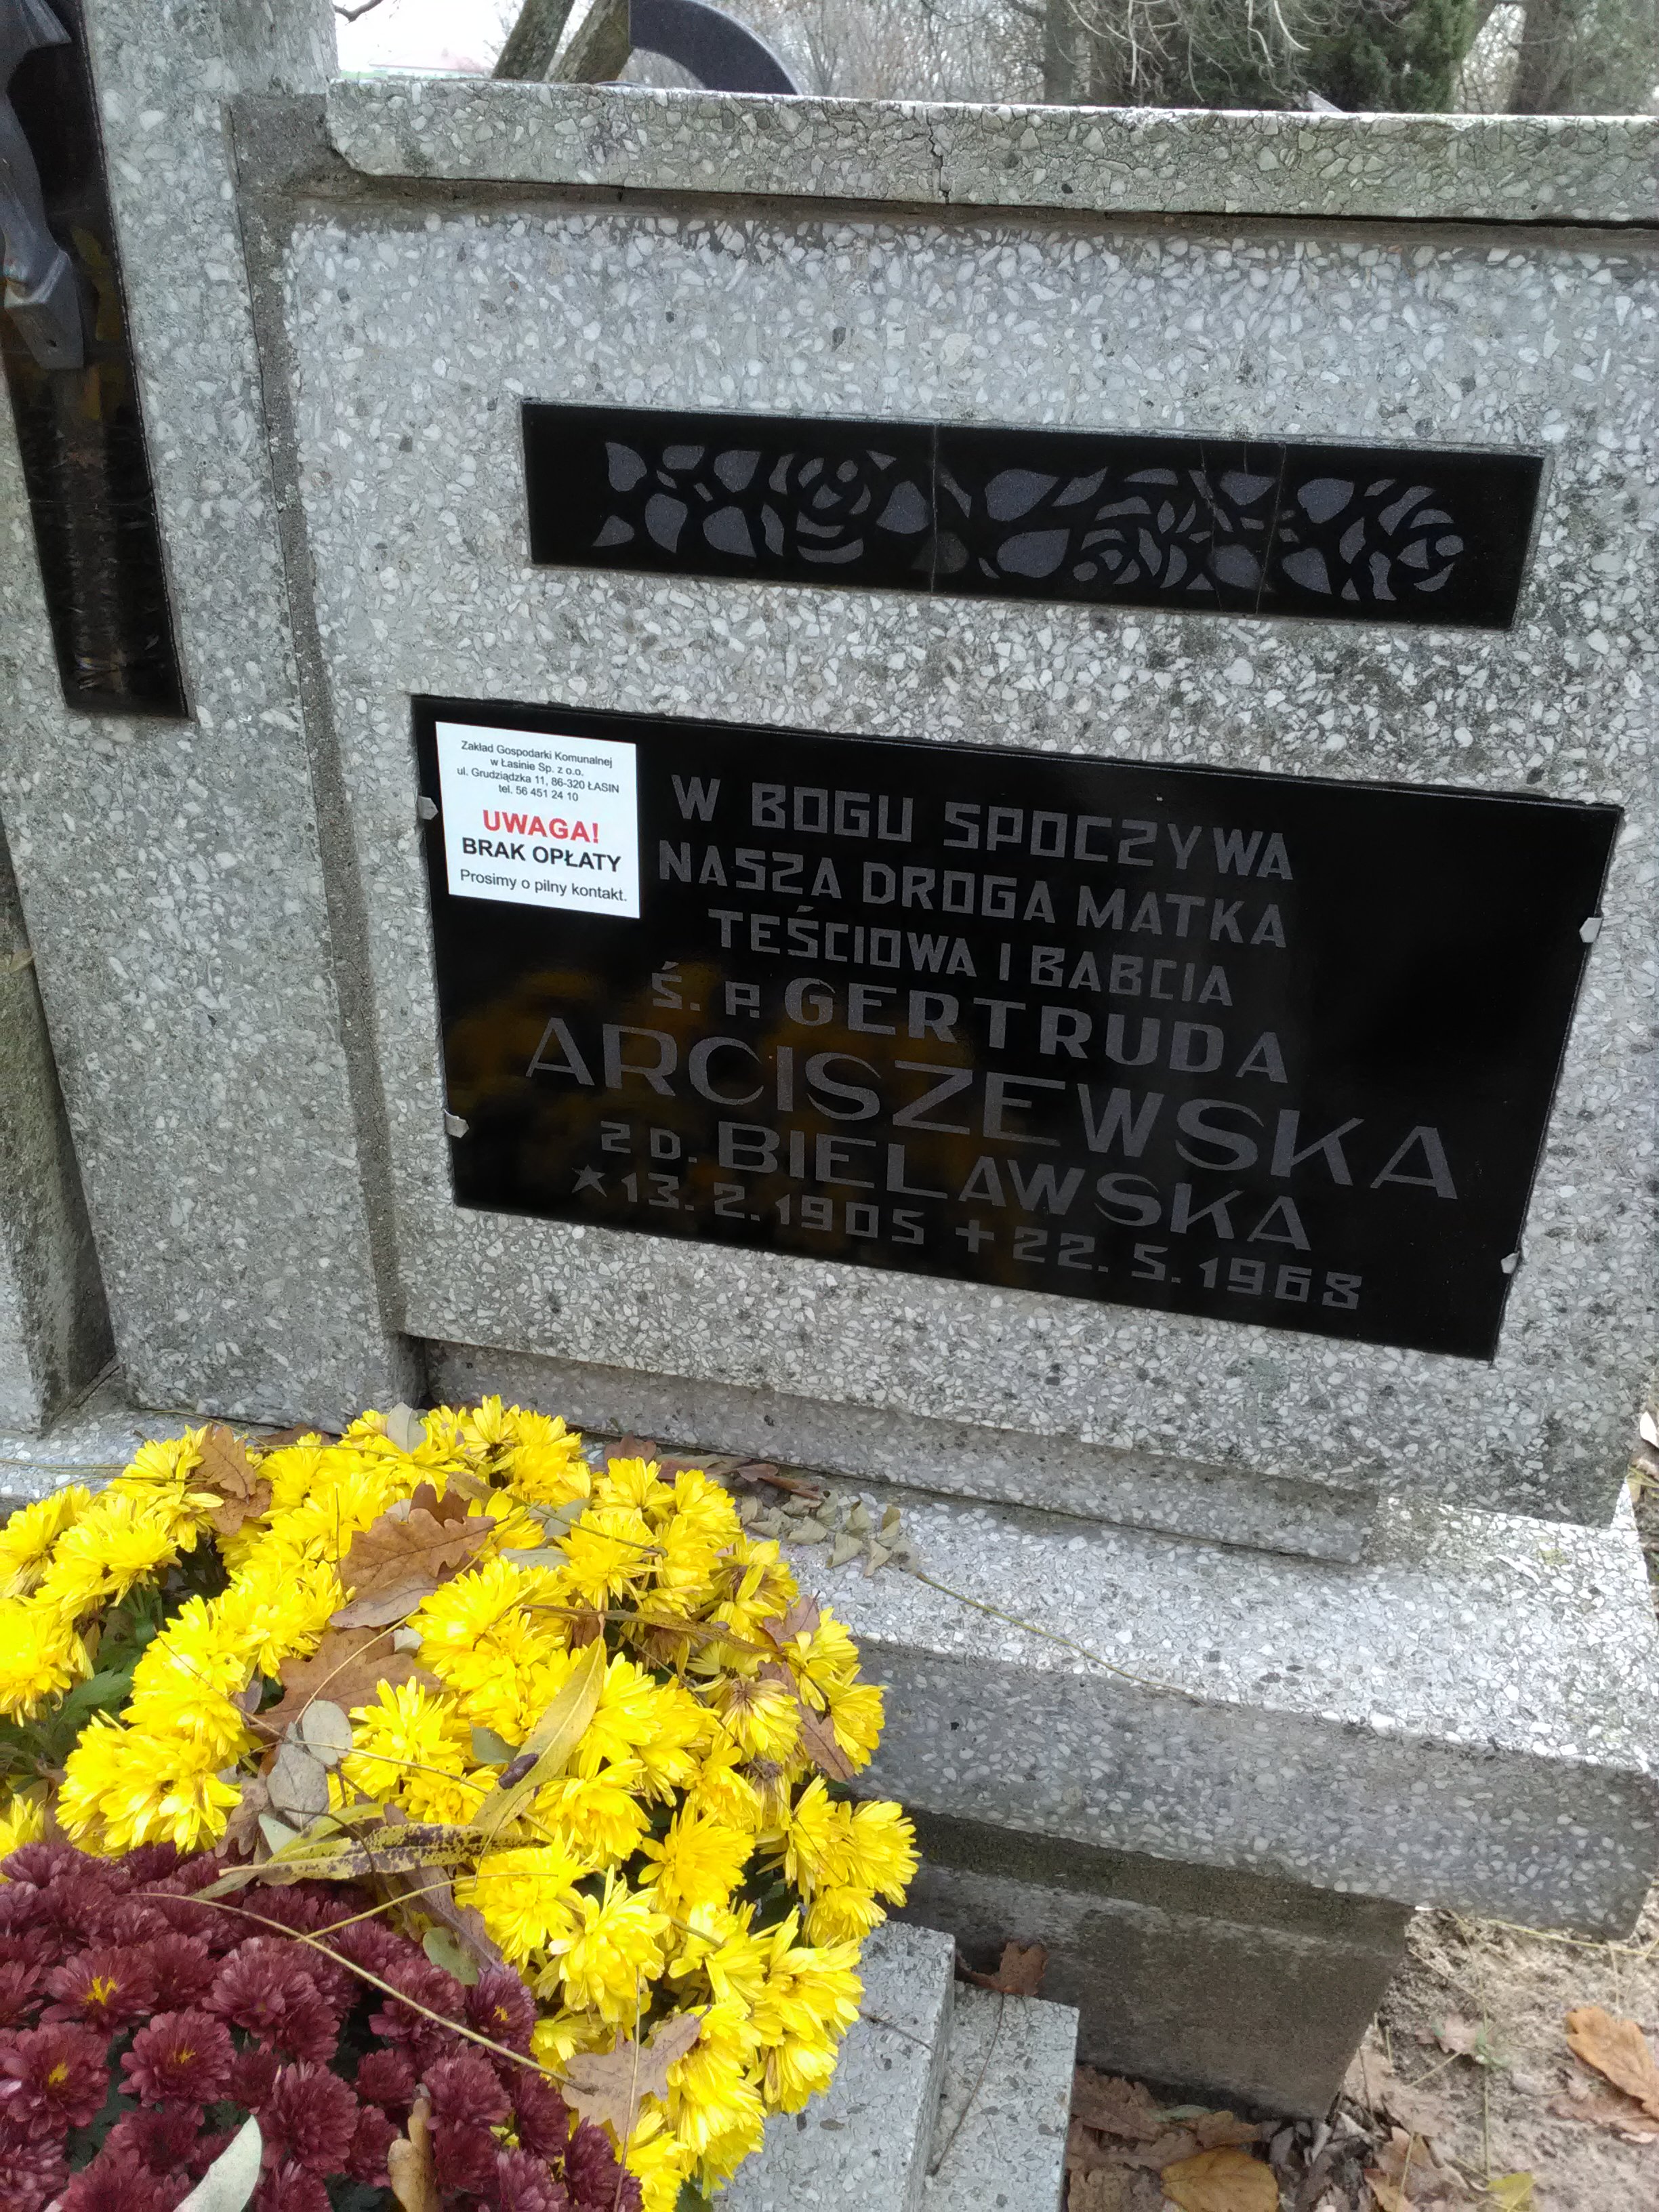 Zakład Gospodarki Komunalnej
w Łasinie Sp. z o.o.
ul. Grudziądzka 11, 86-320 ŁASIN
tel. 56 451 24 10
UWAGA!
BRAK OPŁATY
Prosimy o pilny kontakt.
W BOGU SPOCZYWA
NASZA DROGA MATKA
TEŚCIOWA I BABCIA
Ś. P. GERTRUDA
ARCISZEWSKA
ZD. BIELAWSKA
★13. 2. 1905 ✝ 22. 5. 1968